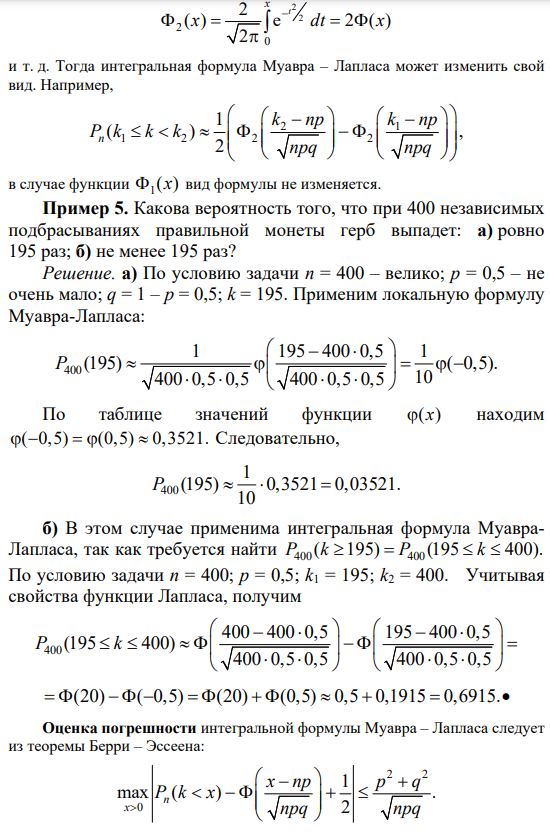 Φ₂(x) = 2/√(2π) ∫₀ˣ e^(−t²/2) dt = 2Φ(x)
и т. д. Тогда интегральная формула Муавра – Лапласа может изменить свой
вид. Например,
Pₙ(k₁ ≤ k < k₂) ≈ 1/2 (Φ₂((k₂ − np)/√(npq)) − Φ₂((k₁ − np)/√(npq))),
в случае функции Φ₁(x) вид формулы не изменяется.
Пример 5. Какова вероятность того, что при 400 независимых
подбрасываниях правильной монеты герб выпадет: а) ровно
195 раз; б) не менее 195 раз?
Решение. а) По условию задачи n = 400 – велико; p = 0,5 – не
очень мало; q = 1 – p = 0,5; k = 195. Применим локальную формулу
Муавра-Лапласа:
P₄₀₀(195) ≈ 1/√(400·0,5·0,5) φ((195 − 400·0,5)/√(400·0,5·0,5)) = 1/10 φ(−0,5).
По таблице значений функции φ(x) находим
φ(−0,5) = φ(0,5) ≈ 0,3521. Следовательно,
P₄₀₀(195) ≈ 1/10 · 0,3521 = 0,03521.
б) В этом случае применима интегральная формула Муавра-
Лапласа, так как требуется найти P₄₀₀(k ≥ 195) = P₄₀₀(195 ≤ k ≤ 400).
По условию задачи n = 400; p = 0,5; k₁ = 195; k₂ = 400. Учитывая
свойства функции Лапласа, получим
P₄₀₀(195 ≤ k ≤ 400) ≈ Φ((400 − 400·0,5)/√(400·0,5·0,5)) − Φ((195 − 400·0,5)/√(400·0,5·0,5)) =
= Φ(20) − Φ(−0,5) = Φ(20) + Φ(0,5) ≈ 0,5 + 0,1915 = 0,6915.●
Оценка погрешности интегральной формулы Муавра – Лапласа следует
из теоремы Берри – Эссеена:
max_(x>0) |Pₙ(k < x) − Φ((x − np)/√(npq)) + 1/2| ≤ (p² + q²)/√(npq).